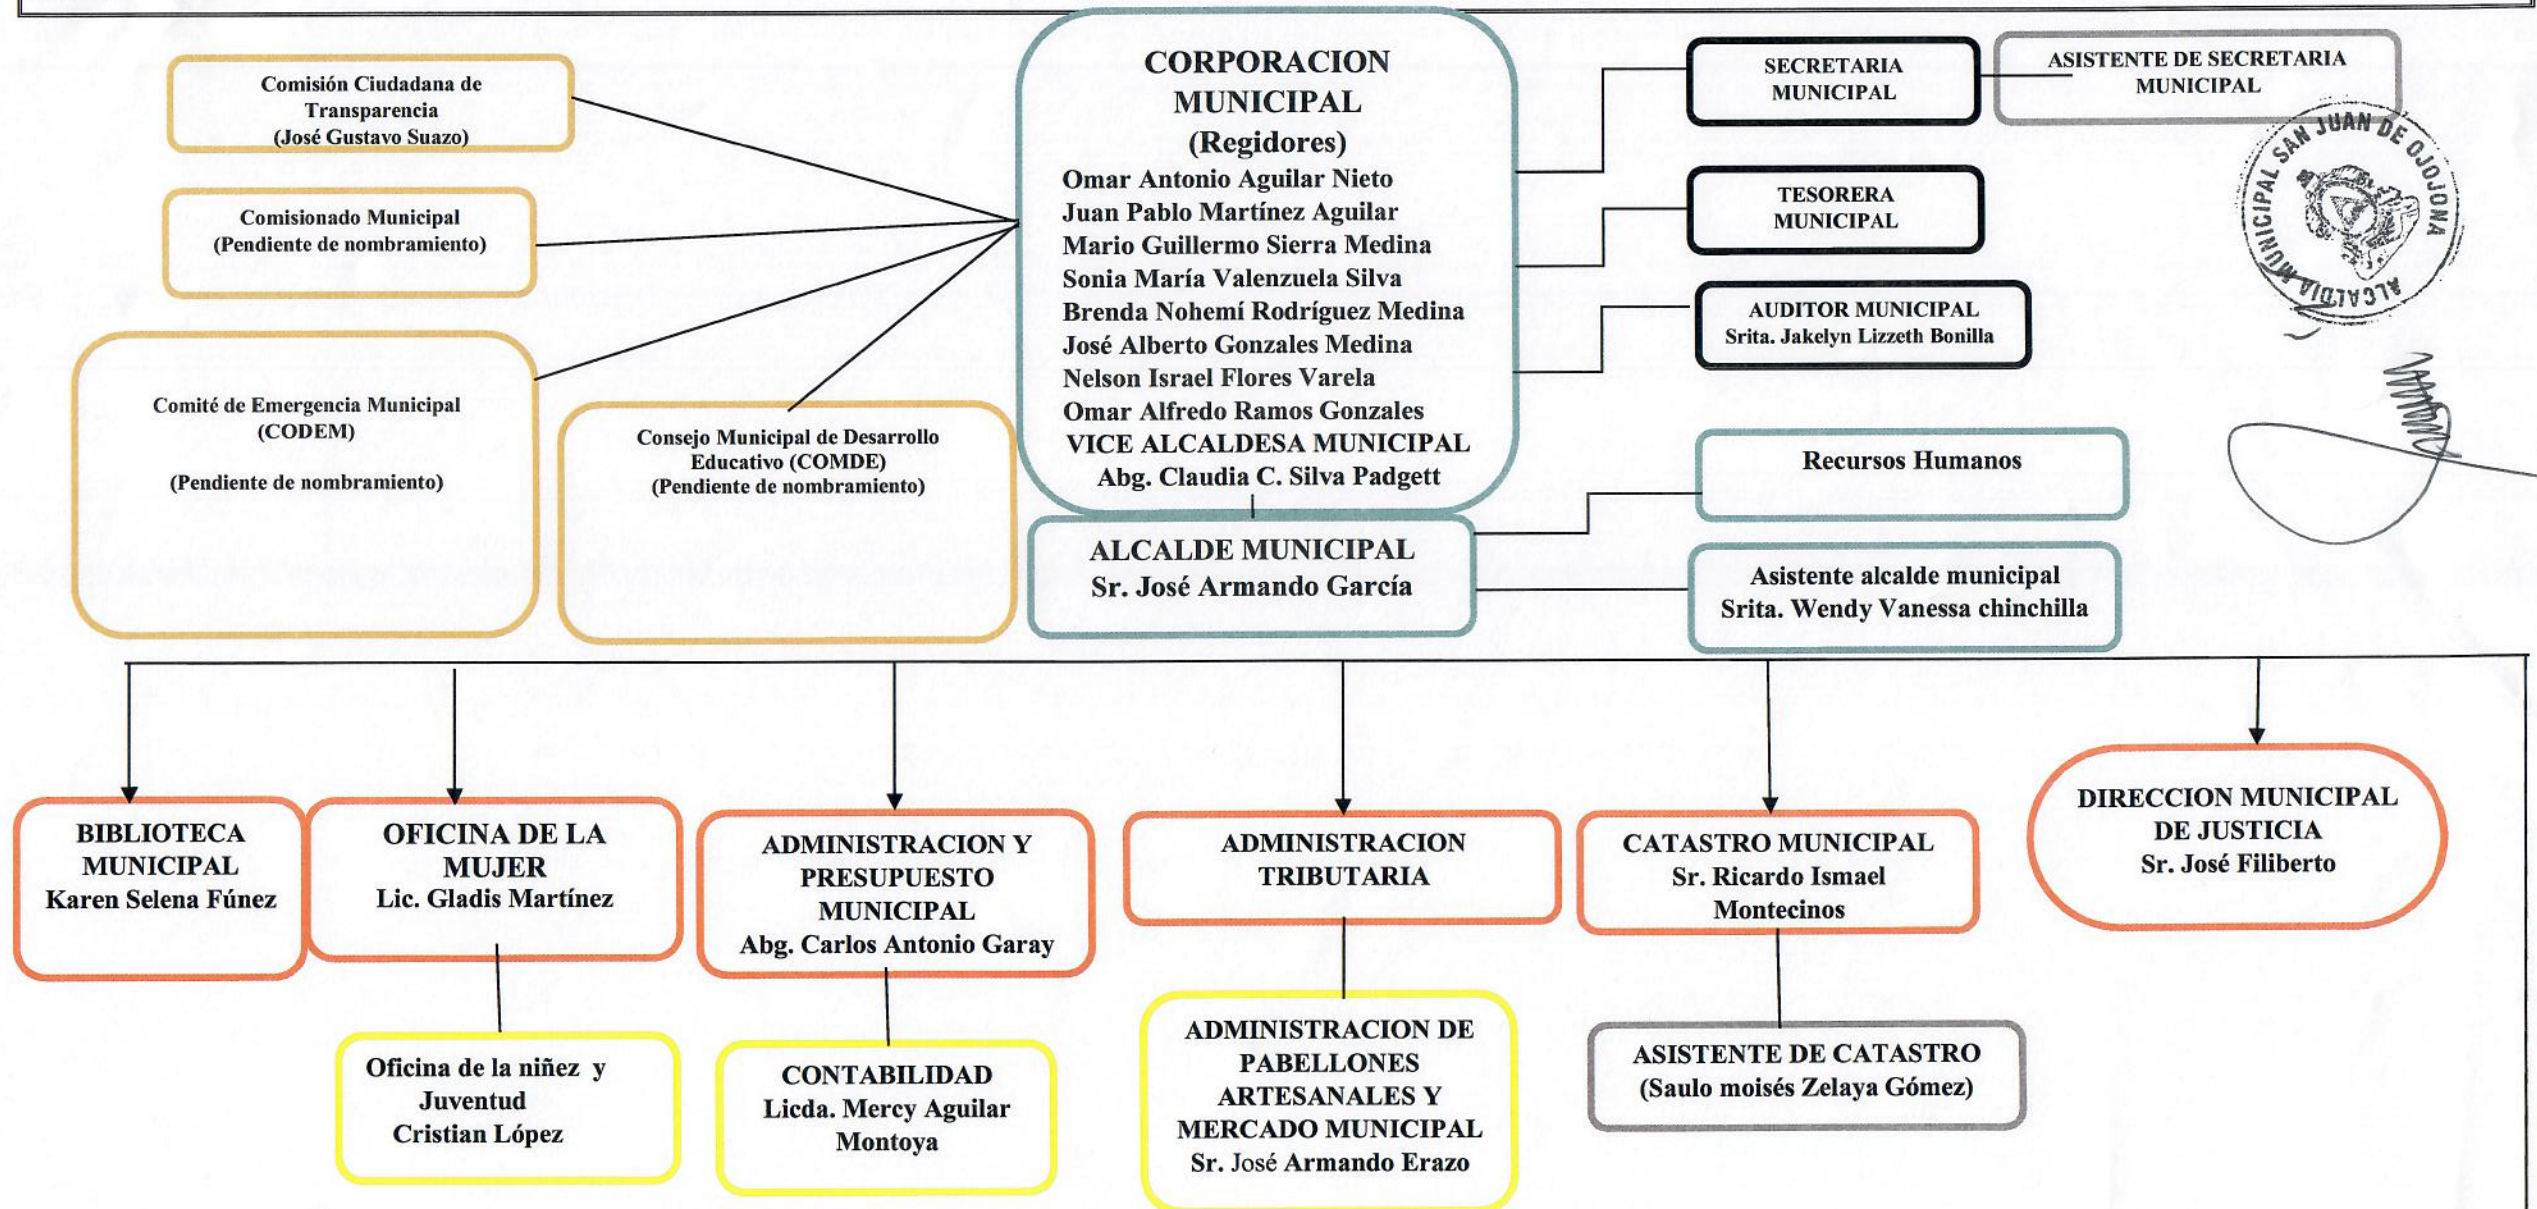 Comisión Ciudadana de
Transparencia
(José Gustavo Suazo)
Comisionado Municipal
(Pendiente de nombramiento)
Comité de Emergencia Municipal
(CODEM)
(Pendiente de nombramiento)
Consejo Municipal de Desarrollo
Educativo (COMDE)
(Pendiente de nombramiento)
CORPORACION
MUNICIPAL
(Regidores)
Omar Antonio Aguilar Nieto
Juan Pablo Martínez Aguilar
Mario Guillermo Sierra Medina
Sonia María Valenzuela Silva
Brenda Nohemí Rodríguez Medina
José Alberto Gonzales Medina
Nelson Israel Flores Varela
Omar Alfredo Ramos Gonzales
VICE ALCALDESA MUNICIPAL
Abg. Claudia C. Silva Padgett
ALCALDE MUNICIPAL
Sr. José Armando García
SECRETARIA
MUNICIPAL
ASISTENTE DE SECRETARIA
MUNICIPAL
TESORERA
MUNICIPAL
AUDITOR MUNICIPAL
Srita. Jakelyn Lizzeth Bonilla
ALCALDIA MUNICIPAL SAN JUAN DE OJOJONA
Recursos Humanos
Asistente alcalde municipal
Srita. Wendy Vanessa chinchilla
BIBLIOTECA
MUNICIPAL
Karen Selena Fúnez
OFICINA DE LA
MUJER
Lic. Gladis Martínez
ADMINISTRACION Y
PRESUPUESTO
MUNICIPAL
Abg. Carlos Antonio Garay
ADMINISTRACION
TRIBUTARIA
CATASTRO MUNICIPAL
Sr. Ricardo Ismael
Montecinos
DIRECCION MUNICIPAL
DE JUSTICIA
Sr. José Filiberto
Oficina de la niñez y
Juventud
Cristian López
CONTABILIDAD
Licda. Mercy Aguilar
Montoya
ADMINISTRACION DE
PABELLONES
ARTESANALES Y
MERCADO MUNICIPAL
Sr. José Armando Erazo
ASISTENTE DE CATASTRO
(Saulo moisés Zelaya Gómez)